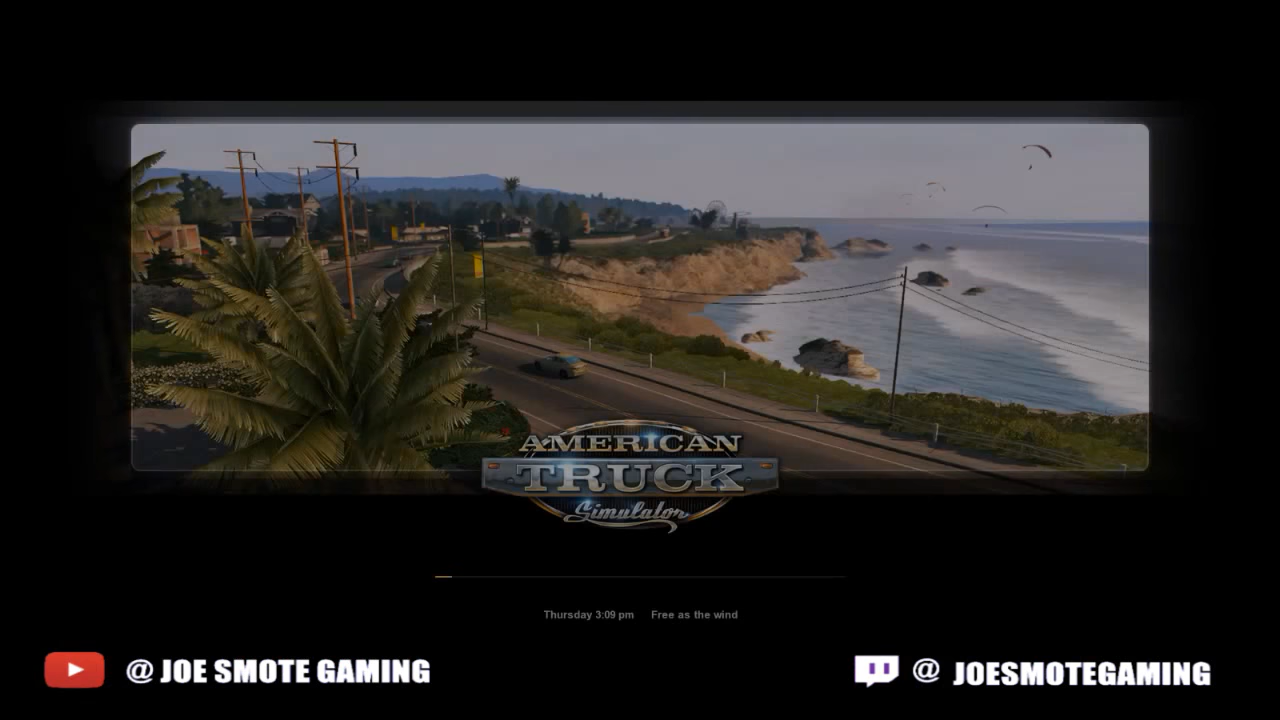 AMERICAN
TRUCK
Simulator
Thursday 3:09 pm Free as the wind
@ JOE SMOTE GAMING
@ JOESMOTEGAMING